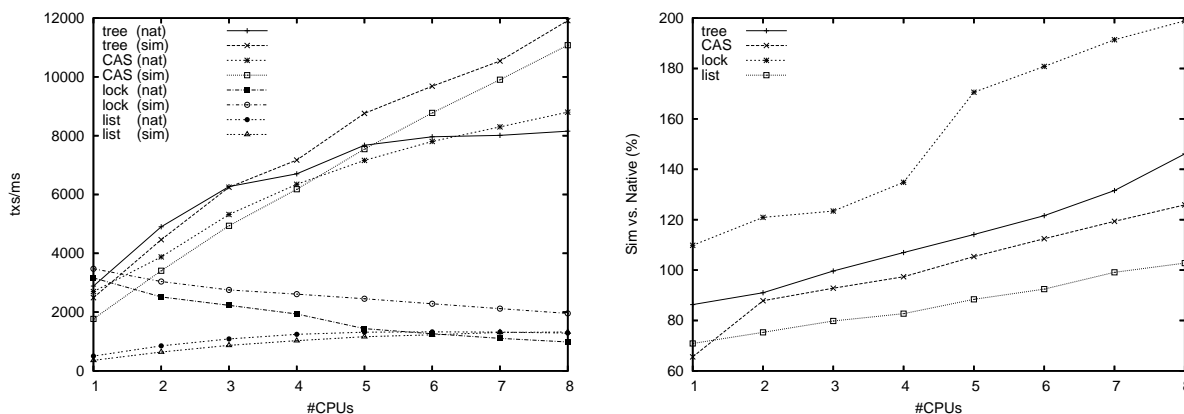 12000
10000
8000
6000
4000
2000
0
txs/ms
tree (nat)
tree (sim)
CAS (nat)
CAS (sim)
lock (nat)
lock (sim)
list (nat)
list (sim)
1 2 3 4 5 6 7 8
#CPUs
200
180
160
140
120
100
80
60
Sim vs. Native (%)
tree
CAS
lock
list
1 2 3 4 5 6 7 8
#CPUs